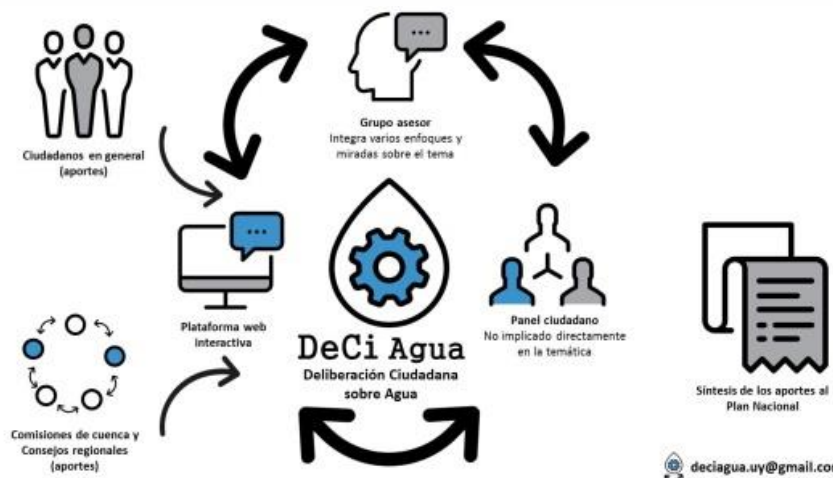 Ciudadanos en general
(aportes)
Grupo asesor
Integra varios enfoques y
miradas sobre el tema
Plataforma web
interactiva
DeCi Agua
Deliberación Ciudadana
sobre Agua
Panel ciudadano
No implicado directamente
en la temática
Síntesis de los aportes al
Plan Nacional
Comisiones de cuenca y
Consejos regionales
(aportes)
deciagua.uy@gmail.com